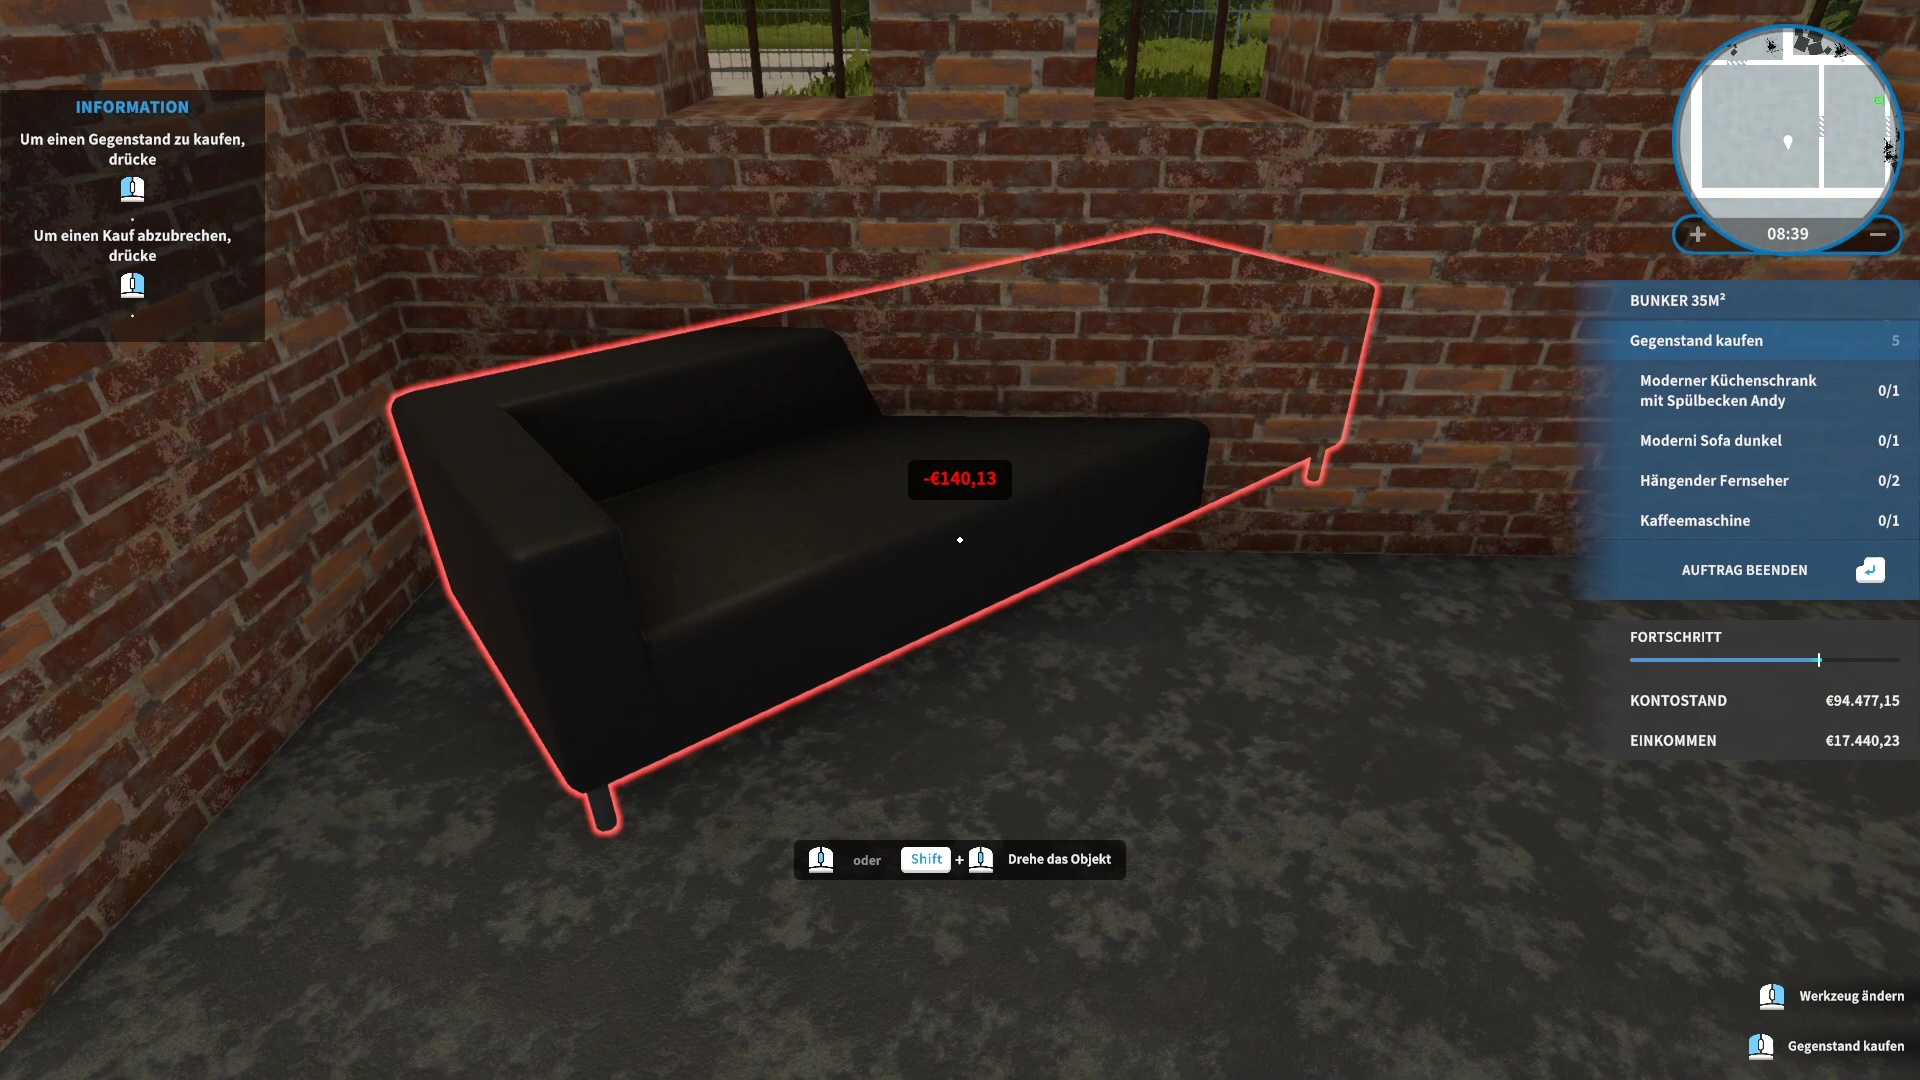 INFORMATION
Um einen Gegenstand zu kaufen,
drücke
.
Um einen Kauf abzubrechen,
drücke
.
08:39
BUNKER 35M²
Gegenstand kaufen 5
Moderner Küchenschrank
mit Spülbecken Andy 0/1
Moderni Sofa dunkel 0/1
Hängender Fernseher 0/2
Kaffeemaschine 0/1
AUFTRAG BEENDEN
FORTSCHRITT
KONTOSTAND €94.477,15
EINKOMMEN €17.440,23
-€140,13
oder Shift + Drehe das Objekt
Werkzeug ändern
Gegenstand kaufen